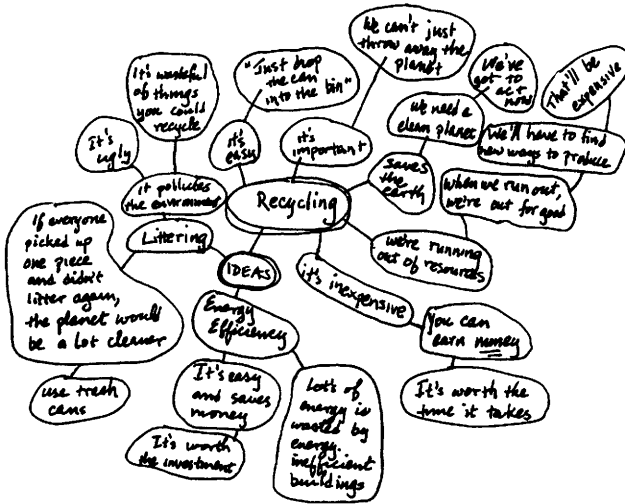 We can't just
throw away the
planet
We've
got to
act
now
That'll be
expensive
It's wasteful
of things
you could
recycle
"Just drop
the can
into the bin"
We need a
clean planet
We'll have to find
new ways to produce
It's
ugly
it's
easy
it's
important
saves
the
earth
when we run out,
we're out for good
it pollutes
the environment
Recycling
we're running
out of resources
Littering
IDEAS
it's inexpensive
If everyone
picked up
one piece
and didn't
litter again,
the planet would
be a lot cleaner
use trash
cans
Energy
Efficiency
You can
earn money
It's easy
and saves
money
It's worth
the investment
Lots of
energy is
wasted by
energy
inefficient
buildings
It's worth the
time it takes